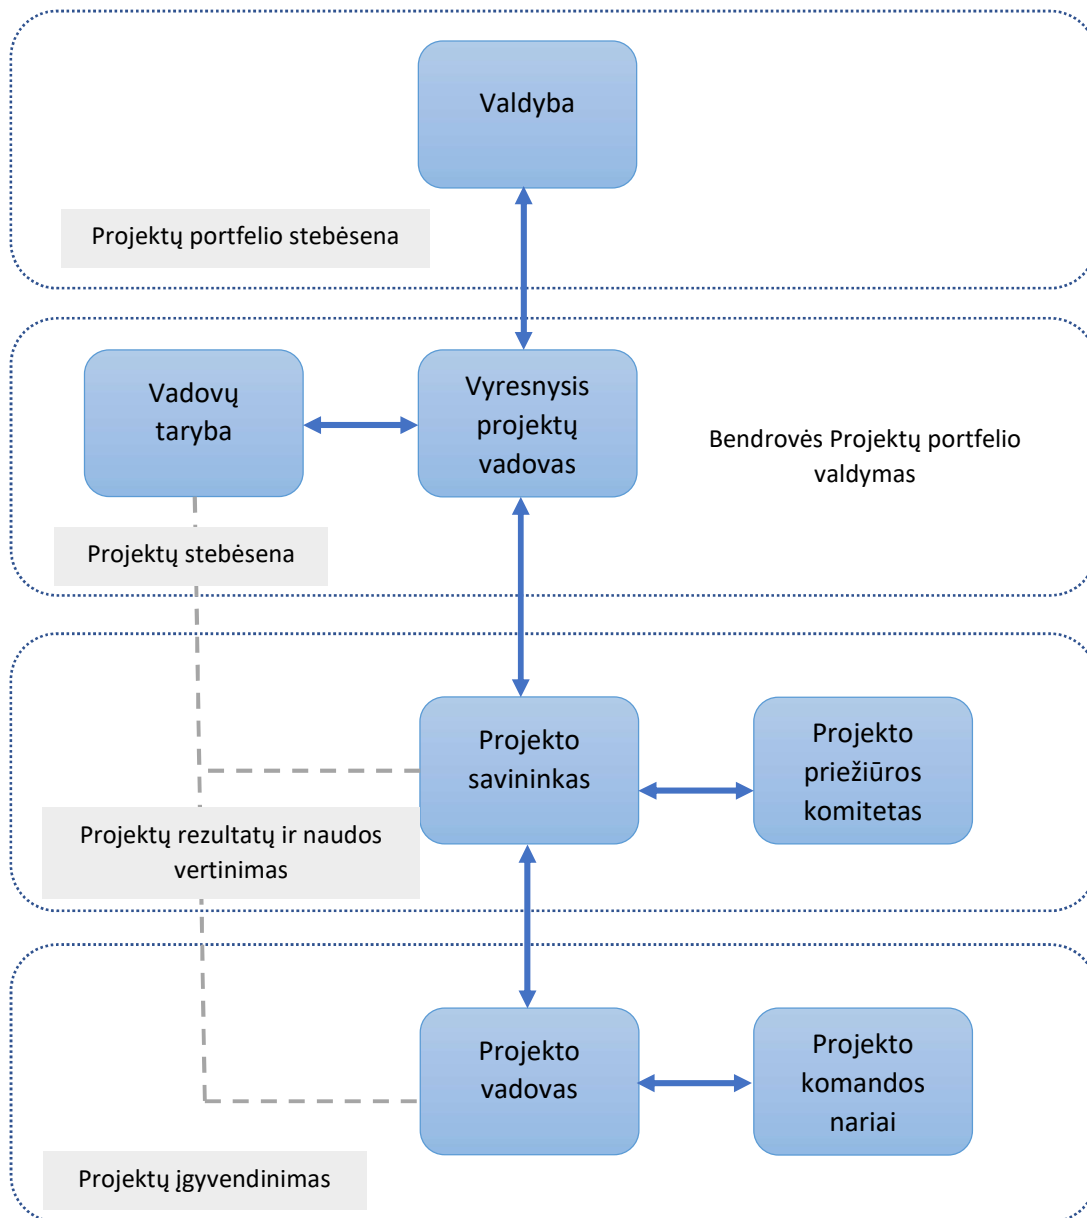 Valdyba
Projektų portfelio stebėsena
Vadovų
taryba
Vyresnysis
projektų
vadovas
Bendrovės Projektų portfelio
valdymas
Projektų stebėsena
Projekto
savininkas
Projekto
priežiūros
komitetas
Projektų rezultatų ir naudos
vertinimas
Projekto
vadovas
Projekto
komandos
nariai
Projektų įgyvendinimas